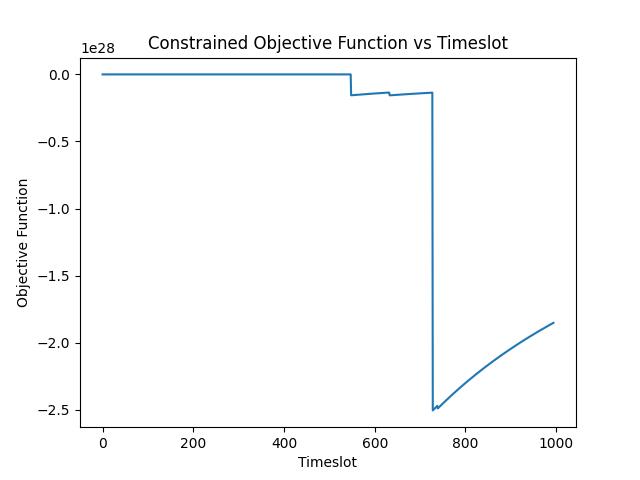 Constrained Objective Function vs Timeslot
1e28
0.0
−0.5
−1.0
−1.5
−2.0
−2.5
Objective Function
0 200 400 600 800 1000
Timeslot